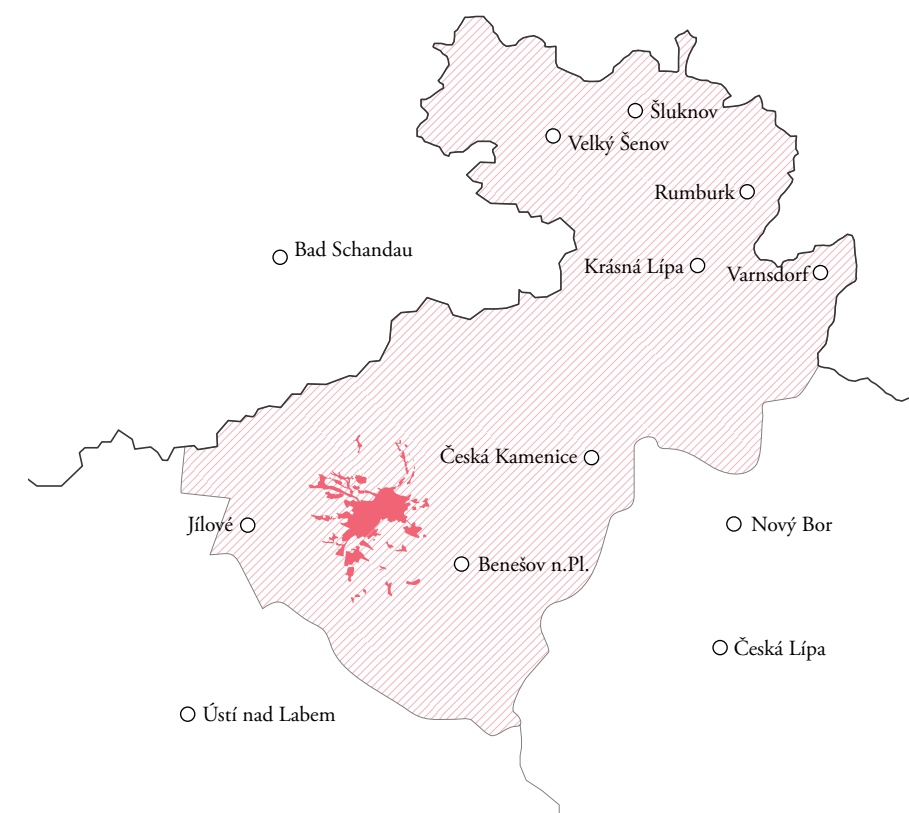 Šluknov
Velký Šenov
Rumburk
Bad Schandau
Krásná Lípa
Varnsdorf
Česká Kamenice
Jílové
Nový Bor
Benešov n.Pl.
Česká Lípa
Ústí nad Labem